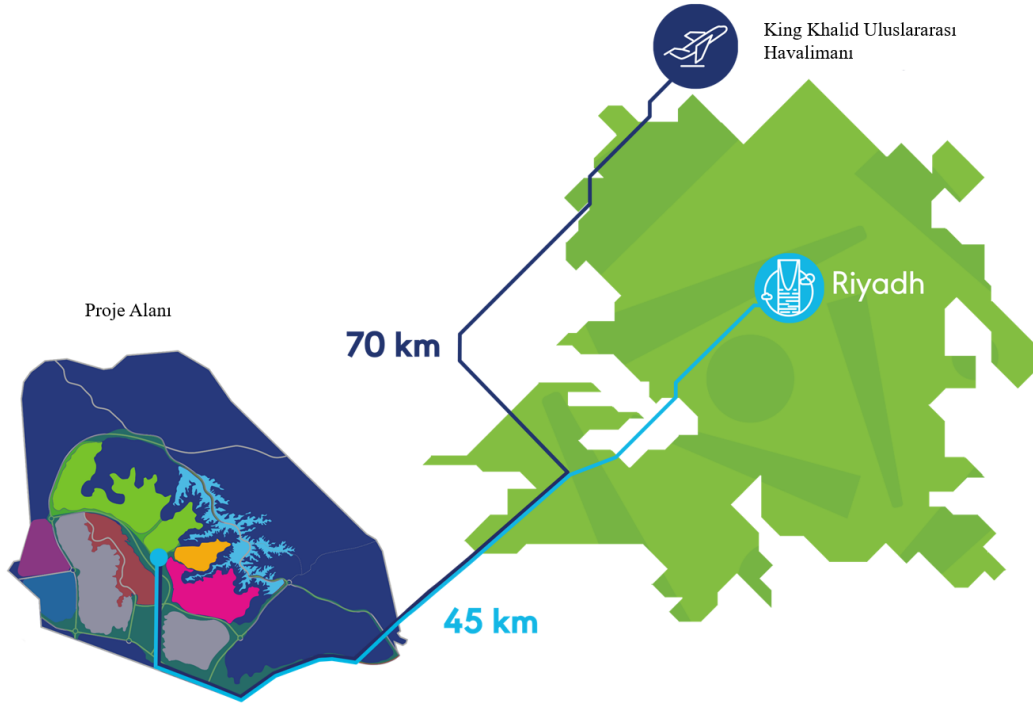 King Khalid Uluslararası
Havalimanı
Riyadh
Proje Alanı
70 km
45 km